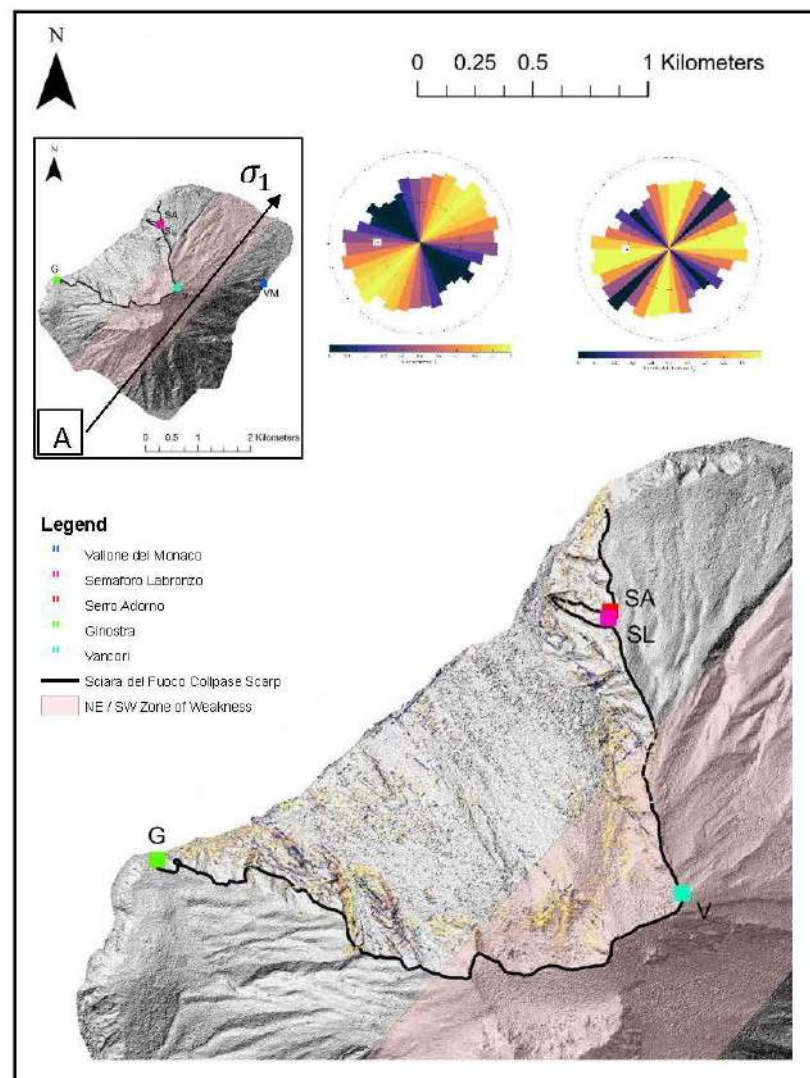 N
0 0.25 0.5 1 Kilometers
N
σ₁
SA
G
VM
A
0 0.5 1 2 Kilometers
Legend
" Vallone del Monaco
" Semaforo Labronzo
" Serro Adorno
" Ginostra
" Vancori
Sciara del Fuoco Collpase Scarp
NE / SW Zone of Weakness
SA
SL
G
V